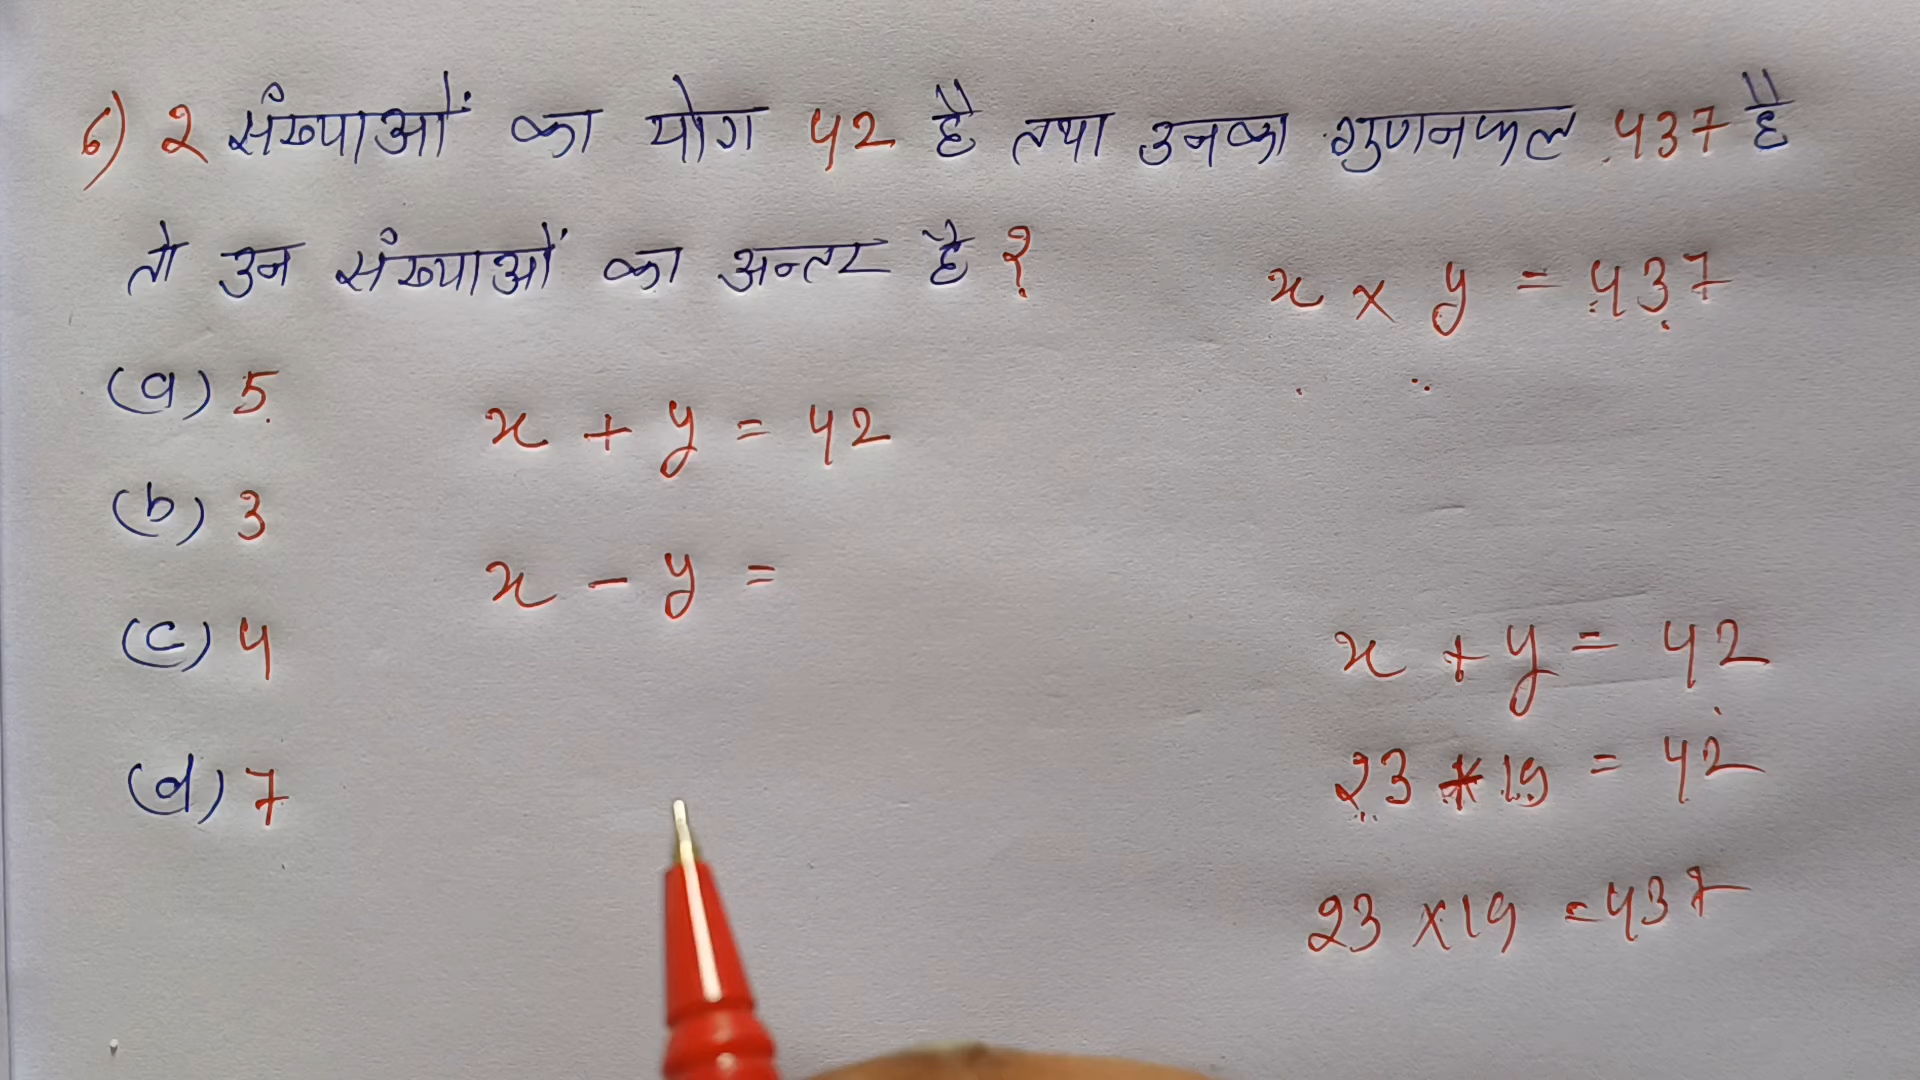 6) 2 संख्याओं का योग 42 है तथा उनका गुणनफल 437 है
तो उन संख्याओं का अन्तर है ?
x × y = 437
(a) 5
x + y = 42
(b) 3
x - y =
(c) 4
x + y = 42
(d) 7
23 + 19 = 42
23 × 19 = 437